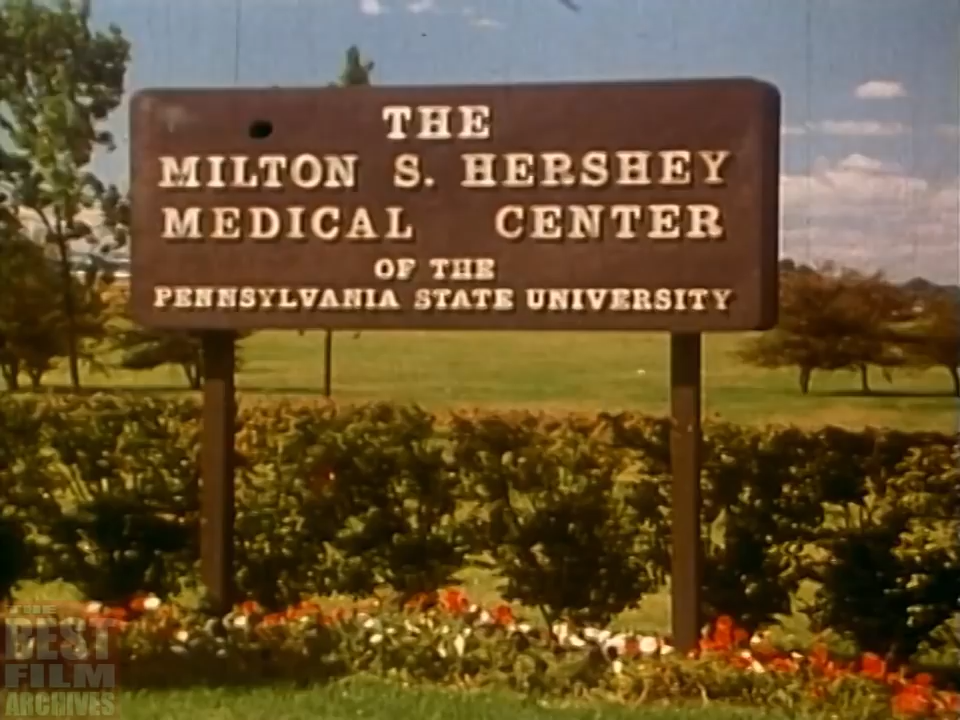 THE
MILTON S. HERSHEY
MEDICAL CENTER
OF THE
PENNSYLVANIA STATE UNIVERSITY
THE
BEST
FILM
ARCHIVES